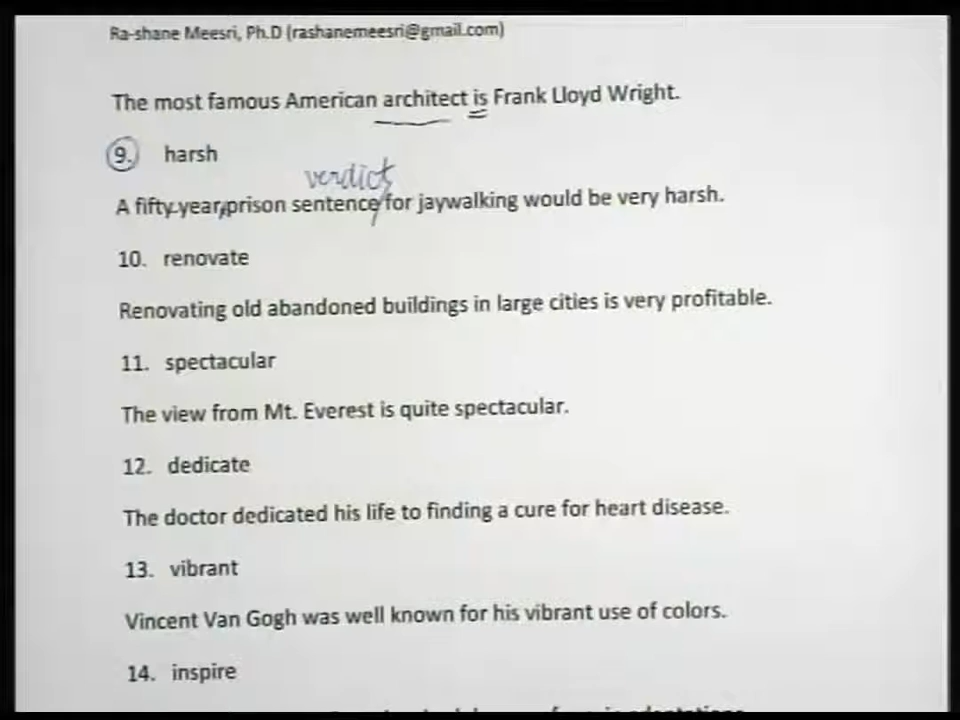 Ra-shane Meesri, Ph.D (rashanemeesri@gmail.com)
The most famous American architect is Frank Lloyd Wright.
9. harsh
verdict
A fifty-year prison sentence for jaywalking would be very harsh.
10. renovate
Renovating old abandoned buildings in large cities is very profitable.
11. spectacular
The view from Mt. Everest is quite spectacular.
12. dedicate
The doctor dedicated his life to finding a cure for heart disease.
13. vibrant
Vincent Van Gogh was well known for his vibrant use of colors.
14. inspire